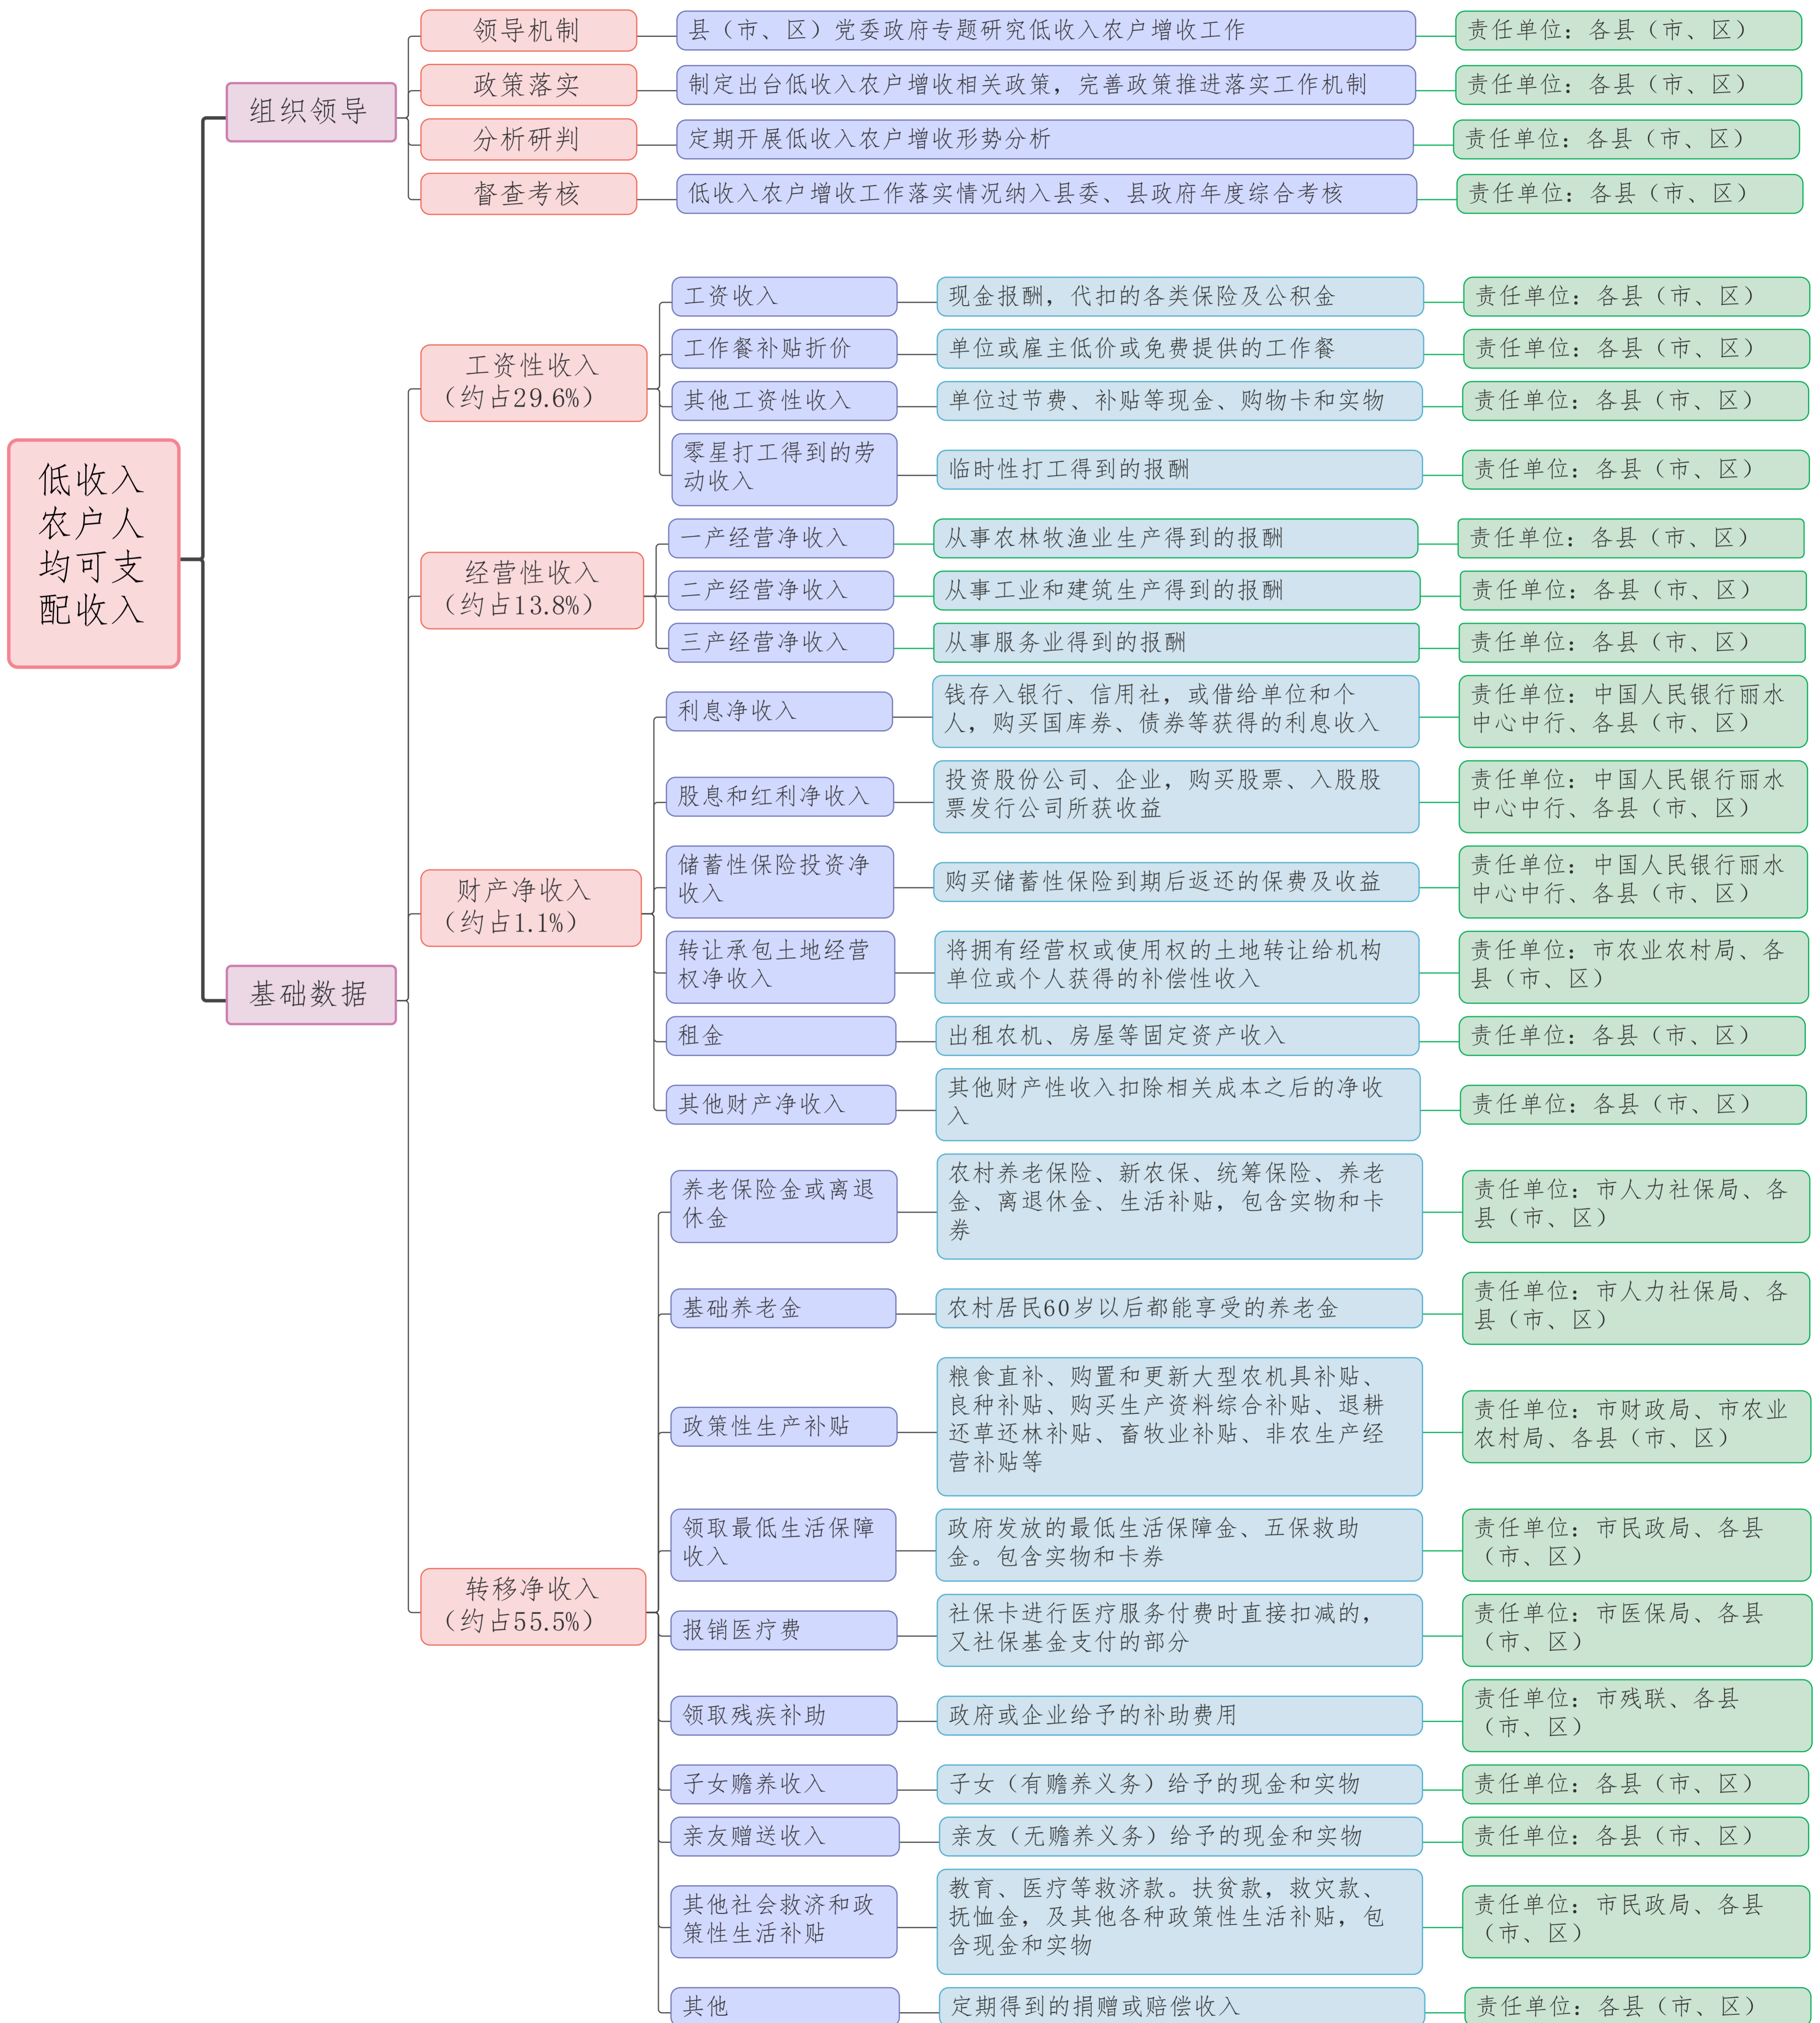 低收入
农户人
均可支
配收入
组织领导
领导机制
县（市、区）党委政府专题研究低收入农户增收工作
责任单位：各县（市、区）
政策落实
制定出台低收入农户增收相关政策，完善政策推进落实工作机制
责任单位：各县（市、区）
分析研判
定期开展低收入农户增收形势分析
责任单位：各县（市、区）
督查考核
低收入农户增收工作落实情况纳入县委、县政府年度综合考核
责任单位：各县（市、区）
基础数据
工资性收入
（约占29.6%）
工资收入
现金报酬，代扣的各类保险及公积金
责任单位：各县（市、区）
工作餐补贴折价
单位或雇主低价或免费提供的工作餐
责任单位：各县（市、区）
其他工资性收入
单位过节费、补贴等现金、购物卡和实物
责任单位：各县（市、区）
零星打工得到的劳
动收入
临时性打工得到的报酬
责任单位：各县（市、区）
经营性收入
（约占13.8%）
一产经营净收入
从事农林牧渔业生产得到的报酬
责任单位：各县（市、区）
二产经营净收入
从事工业和建筑生产得到的报酬
责任单位：各县（市、区）
三产经营净收入
从事服务业得到的报酬
责任单位：各县（市、区）
财产净收入
（约占1.1%）
利息净收入
钱存入银行、信用社，或借给单位和个
人，购买国库券、债券等获得的利息收入
责任单位：中国人民银行丽水
中心中行、各县（市、区）
股息和红利净收入
投资股份公司、企业，购买股票、入股股
票发行公司所获收益
责任单位：中国人民银行丽水
中心中行、各县（市、区）
储蓄性保险投资净
收入
购买储蓄性保险到期后返还的保费及收益
责任单位：中国人民银行丽水
中心中行、各县（市、区）
转让承包土地经营
权净收入
将拥有经营权或使用权的土地转让给机构
单位或个人获得的补偿性收入
责任单位：市农业农村局、各
县（市、区）
租金
出租农机、房屋等固定资产收入
责任单位：各县（市、区）
其他财产净收入
其他财产性收入扣除相关成本之后的净收
入
责任单位：各县（市、区）
转移净收入
（约占55.5%）
养老保险金或离退
休金
农村养老保险、新农保、统筹保险、养老
金、离退休金、生活补贴，包含实物和卡
券
责任单位：市人力社保局、各
县（市、区）
基础养老金
农村居民60岁以后都能享受的养老金
责任单位：市人力社保局、各
县（市、区）
政策性生产补贴
粮食直补、购置和更新大型农机具补贴、
良种补贴、购买生产资料综合补贴、退耕
还草还林补贴、畜牧业补贴、非农生产经
营补贴等
责任单位：市财政局、市农业
农村局、各县（市、区）
领取最低生活保障
收入
政府发放的最低生活保障金、五保救助
金。包含实物和卡券
责任单位：市民政局、各县
（市、区）
报销医疗费
社保卡进行医疗服务付费时直接扣减的，
又社保基金支付的部分
责任单位：市医保局、各县
（市、区）
领取残疾补助
政府或企业给予的补助费用
责任单位：市残联、各县
（市、区）
子女赡养收入
子女（有赡养义务）给予的现金和实物
责任单位：各县（市、区）
亲友赠送收入
亲友（无赡养义务）给予的现金和实物
责任单位：各县（市、区）
其他社会救济和政
策性生活补贴
教育、医疗等救济款。扶贫款，救灾款、
抚恤金，及其他各种政策性生活补贴，包
含现金和实物
责任单位：市民政局、各县
（市、区）
其他
定期得到的捐赠或赔偿收入
责任单位：各县（市、区）